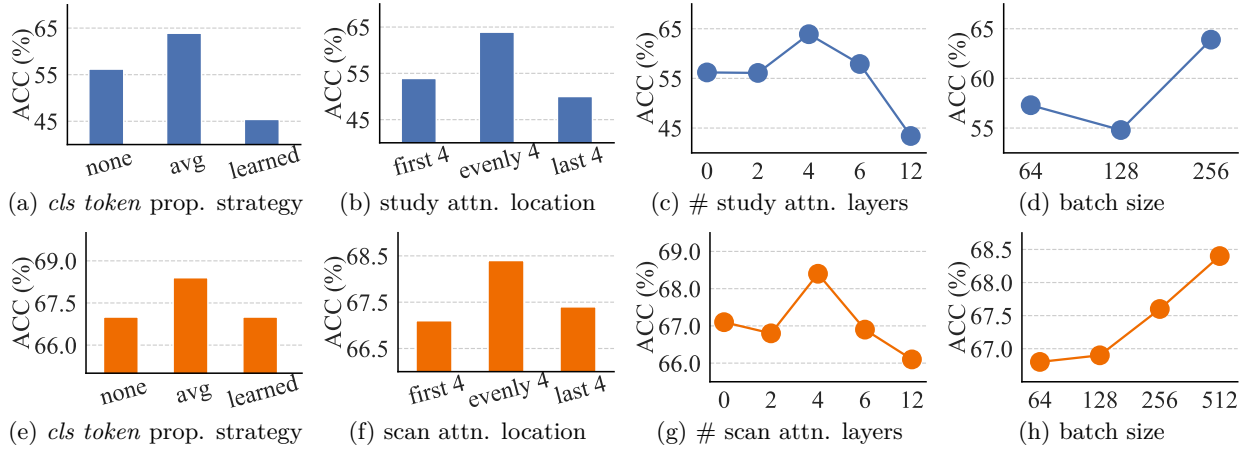 ACC (%)
65
55
45
none avg learned
(a) cls token prop. strategy
ACC (%)
65
55
45
first 4 evenly 4 last 4
(b) study attn. location
ACC (%)
65
55
45
0 2 4 6 12
(c) # study attn. layers
ACC (%)
65
60
55
64 128 256
(d) batch size
ACC (%)
69.0
67.5
66.0
none avg learned
(e) cls token prop. strategy
ACC (%)
68.5
67.5
66.5
first 4 evenly 4 last 4
(f) scan attn. location
ACC (%)
69.0
68.0
67.0
66.0
0 2 4 6 12
(g) # scan attn. layers
ACC (%)
68.5
68.0
67.5
67.0
64 128 256 512
(h) batch size